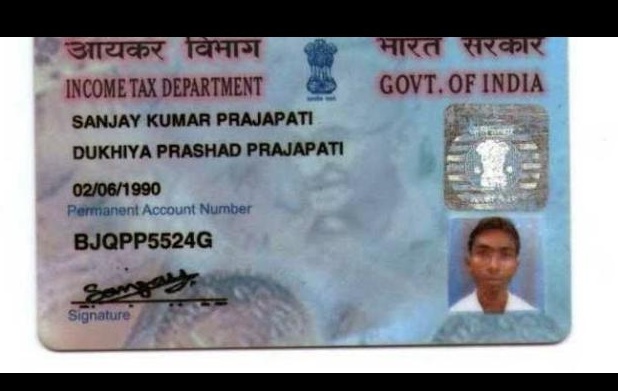 आयकर विभाग
भारत सरकार
INCOME TAX DEPARTMENT
GOVT. OF INDIA
SANJAY KUMAR PRAJAPATI
DUKHIYA PRASHAD PRAJAPATI
02/06/1990
Permanent Account Number
BJQPP5524G
Sanjay
Signature